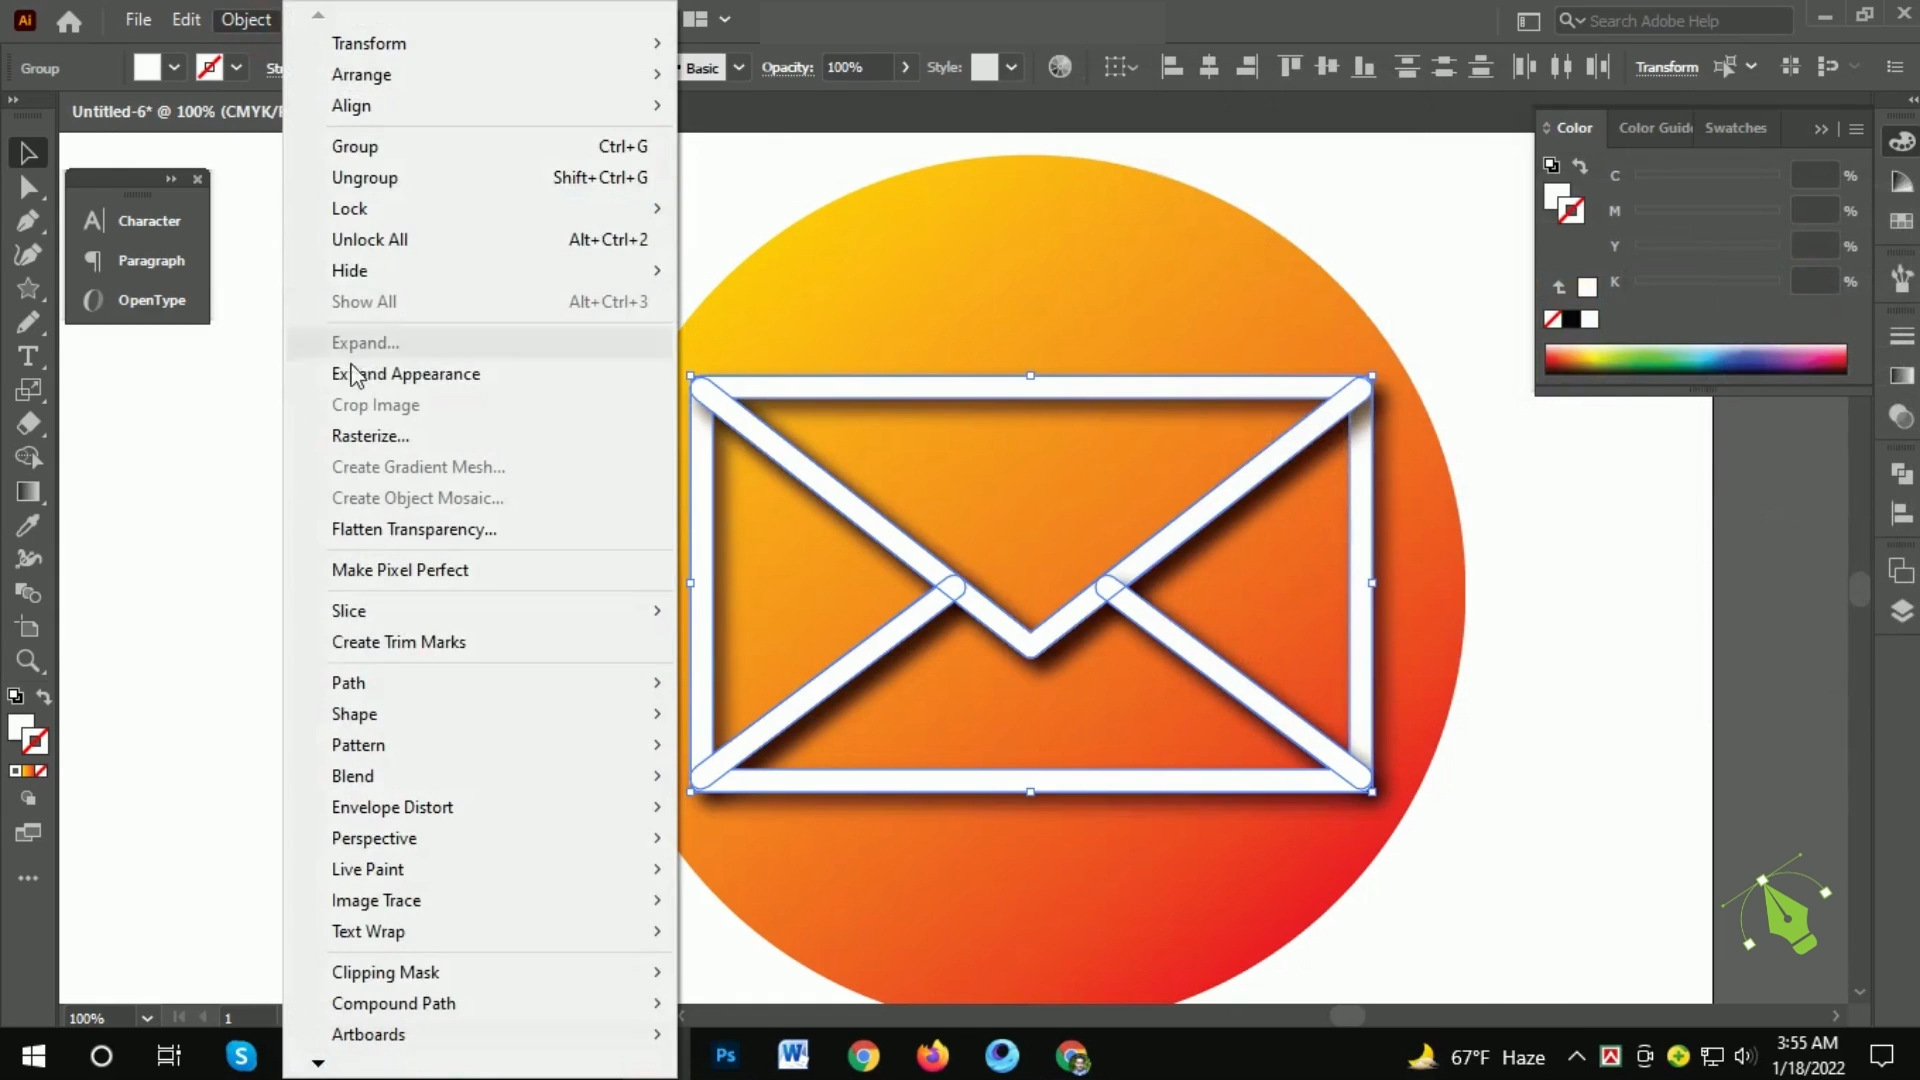 Ai
File
Edit
Object
Search Adobe Help
Group
Basic
Opacity:
100%
Style:
Transform
Untitled-6* @ 100% (CMYK/
Character
Paragraph
OpenType
Transform
Arrange
Align
Group Ctrl+G
Ungroup Shift+Ctrl+G
Lock
Unlock All Alt+Ctrl+2
Hide
Show All Alt+Ctrl+3
Expand...
Expand Appearance
Crop Image
Rasterize...
Create Gradient Mesh...
Create Object Mosaic...
Flatten Transparency...
Make Pixel Perfect
Slice
Create Trim Marks
Path
Shape
Pattern
Blend
Envelope Distort
Perspective
Live Paint
Image Trace
Text Wrap
Clipping Mask
Compound Path
Artboards
Color
Color Guide
Swatches
C %
M %
Y %
K %
100%
1
Ps
67°F Haze
3:55 AM
1/18/2022